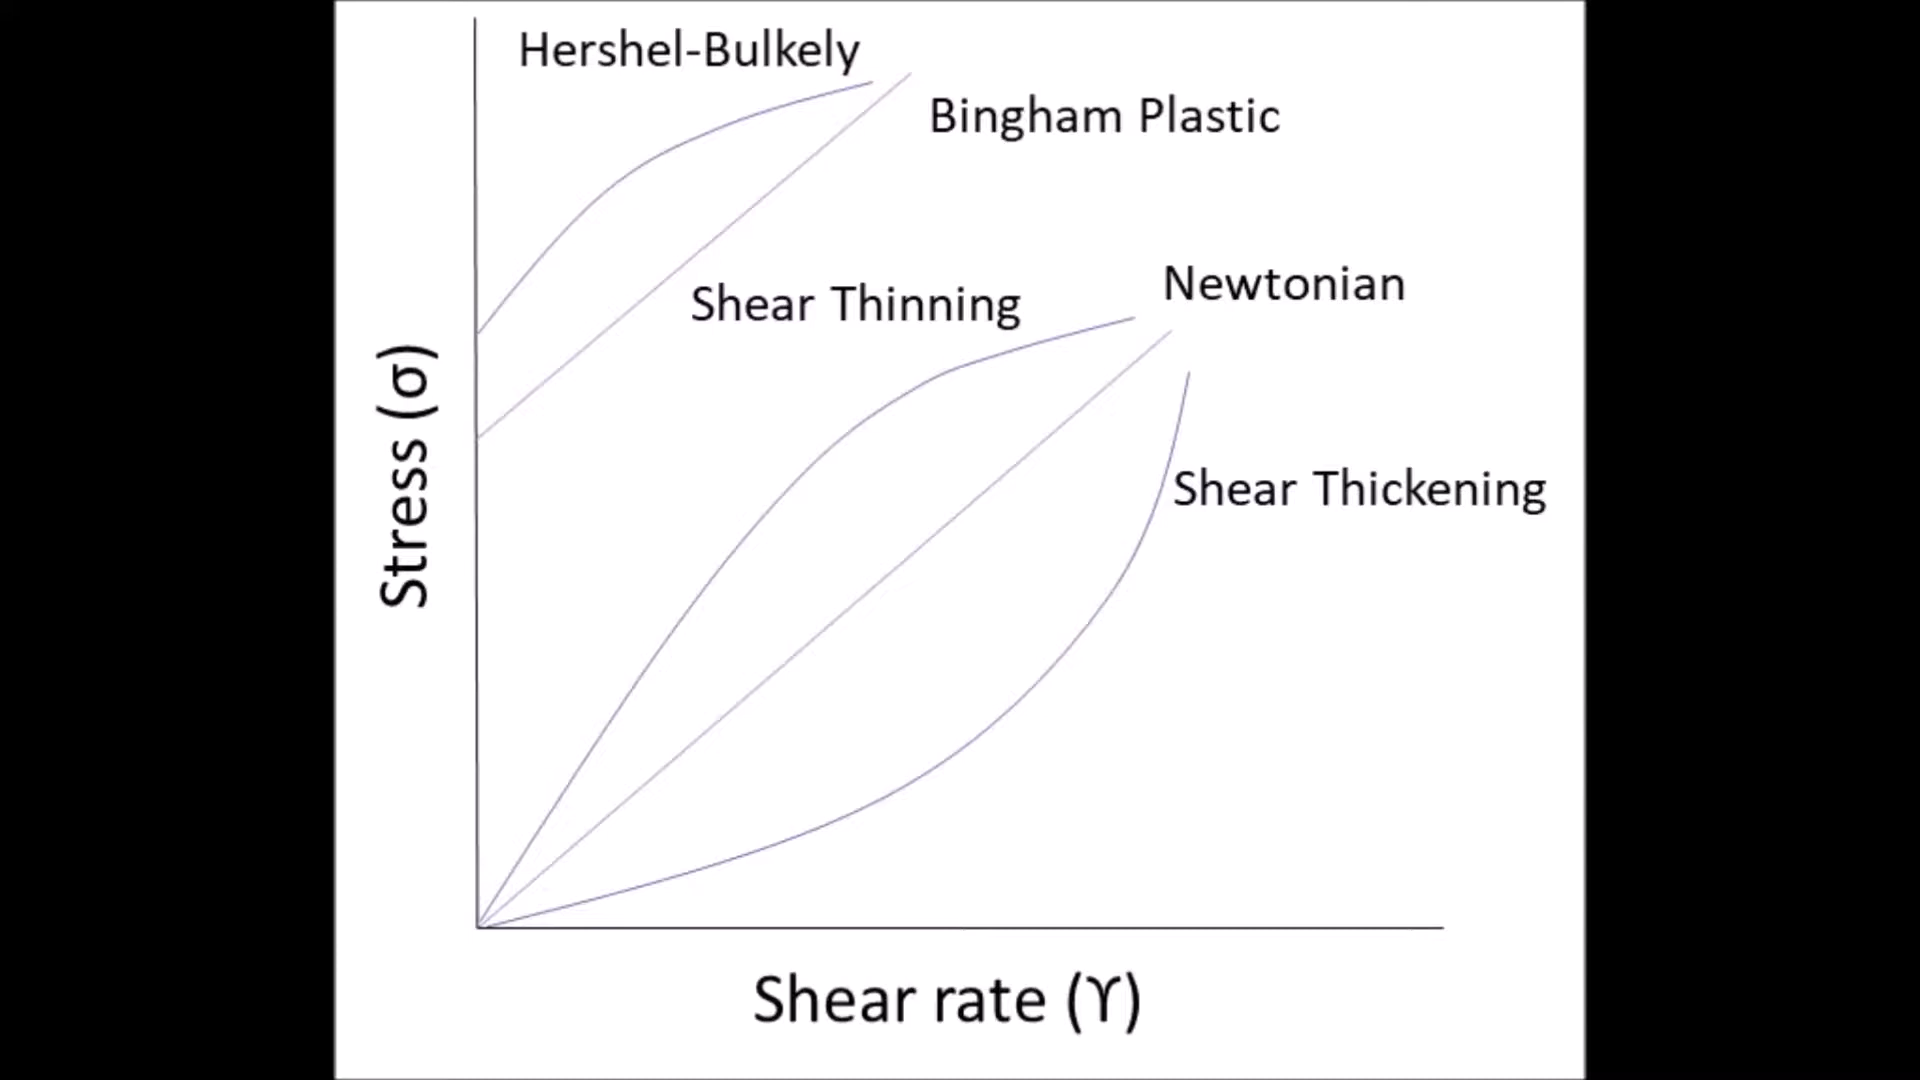 Hershel-Bulkely
Bingham Plastic
Newtonian
Shear Thinning
Shear Thickening
Stress (σ)
Shear rate (ϒ)